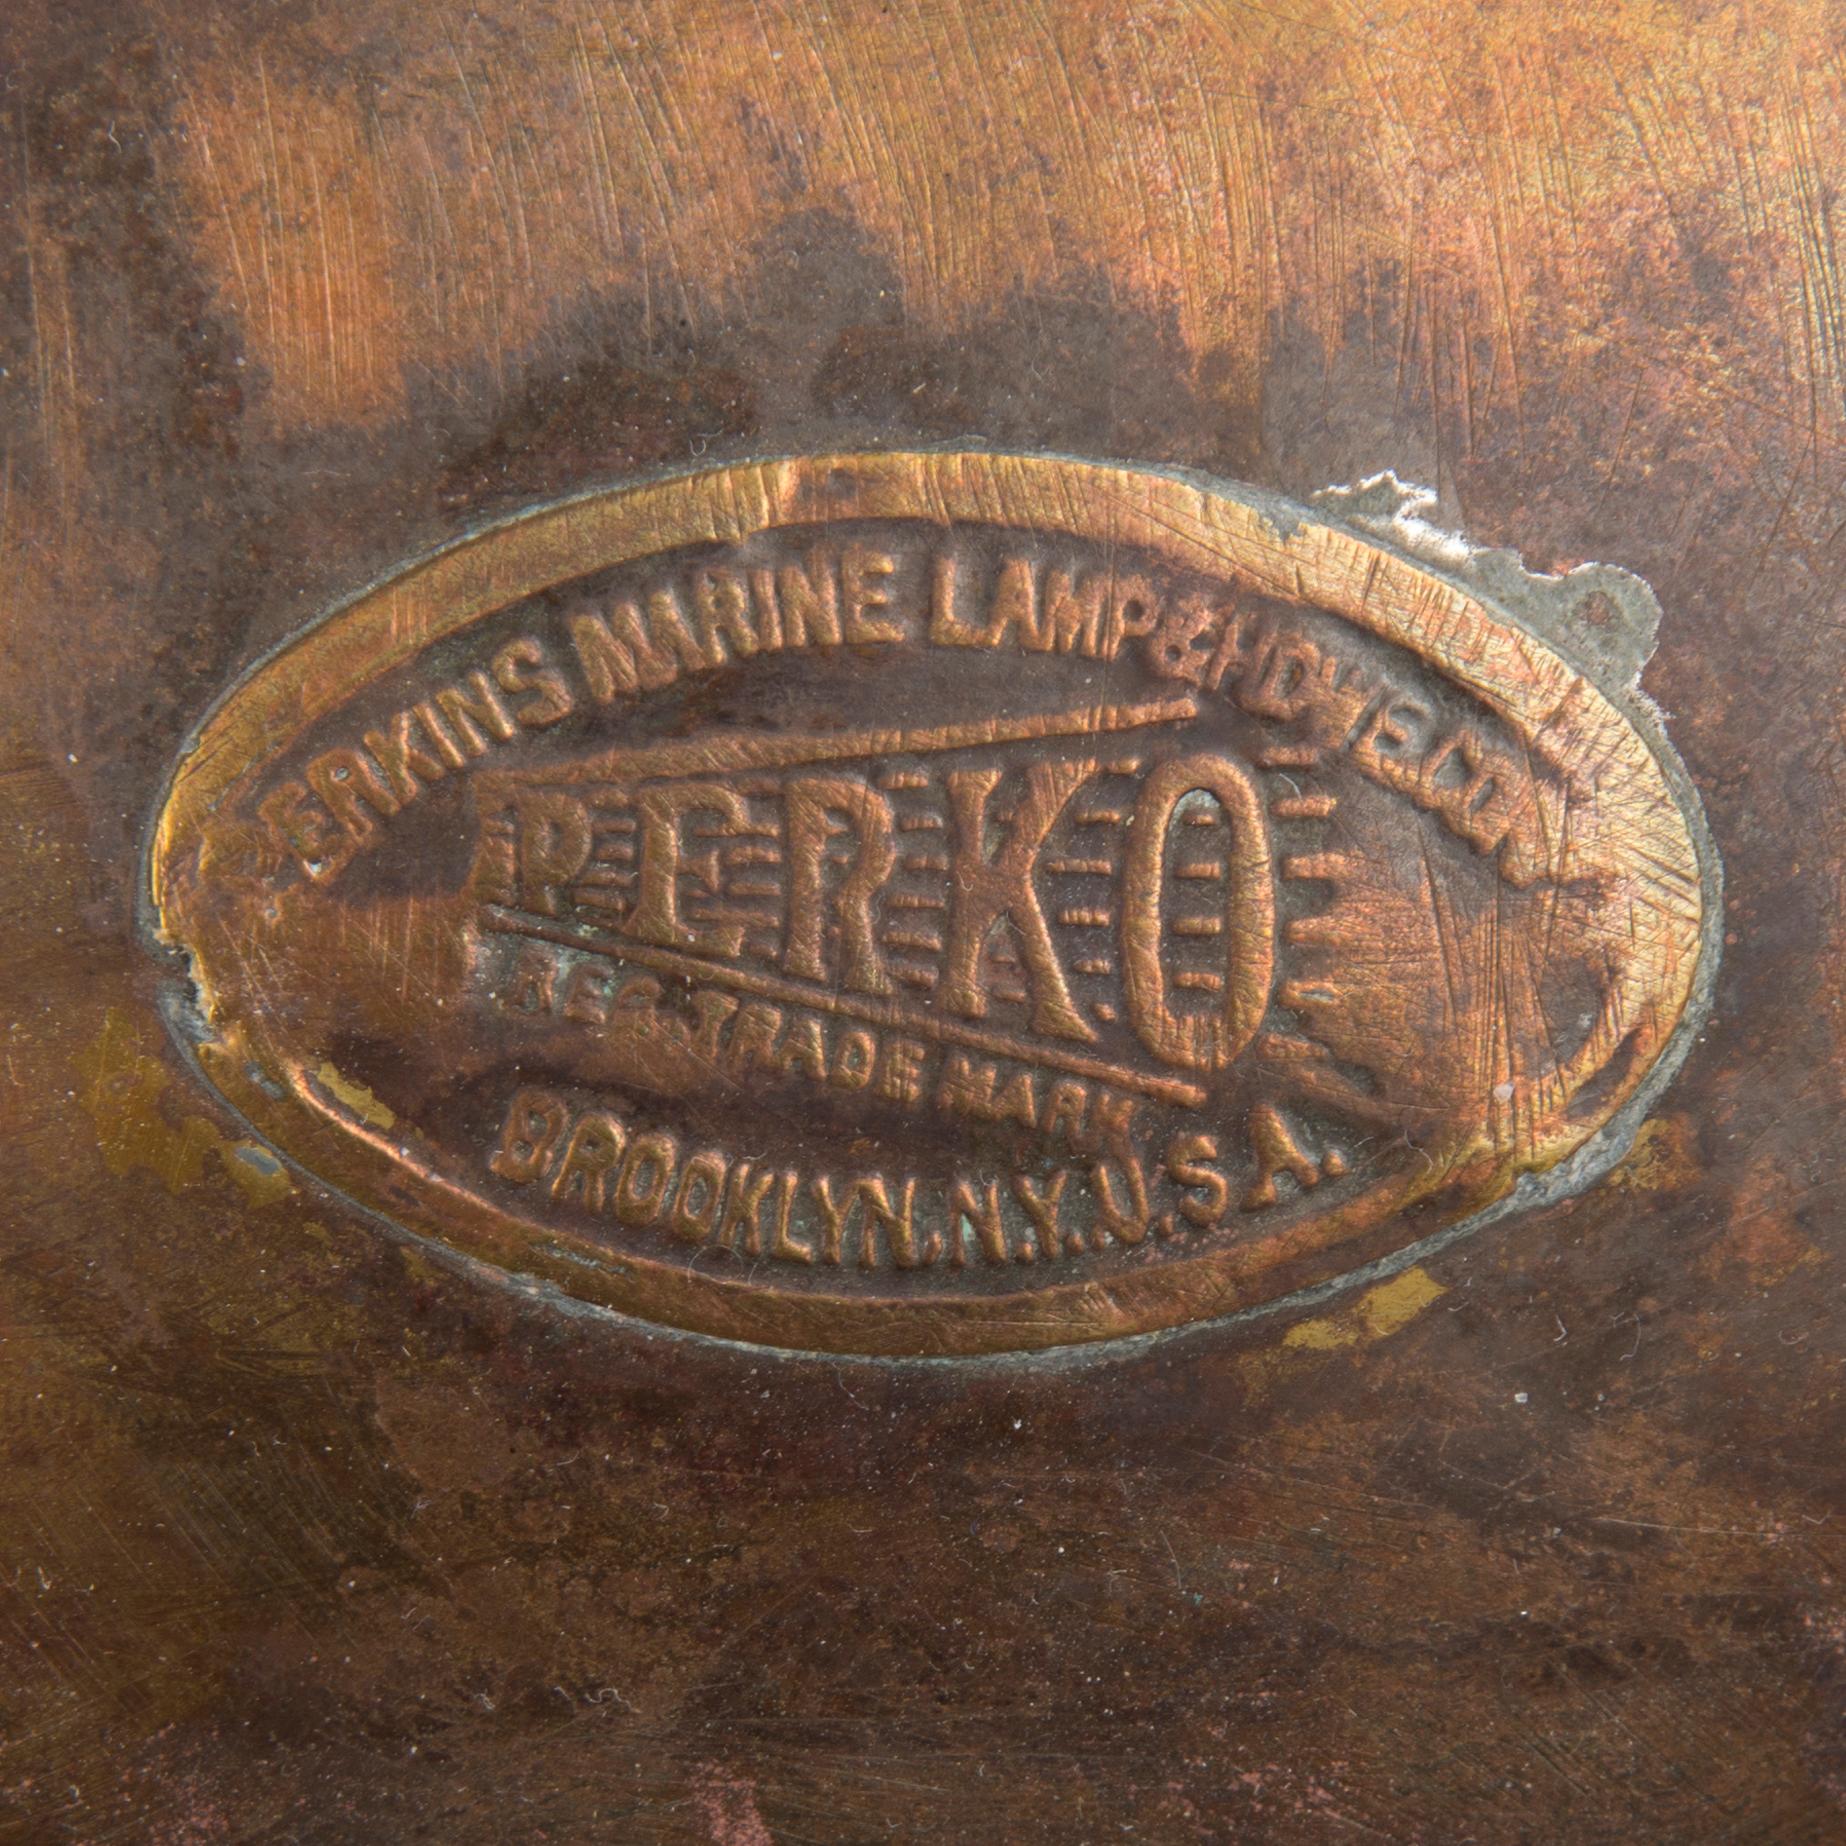 ERKINS MARINE LAMP & HDWE.CO
PERKO
REG. TRADE MARK
BROOKLYN, N.Y. U.S.A.